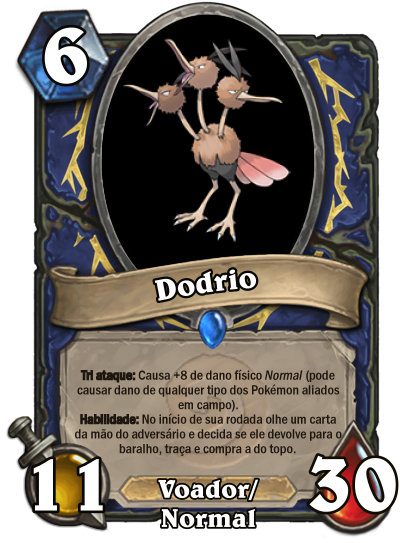 6
Dodrio
Tri ataque: Causa +8 de dano físico Normal (pode
causar dano de qualquer tipo dos Pokémon aliados
em campo).
Habilidade: No início de sua rodada olhe um carta
da mão do adversário e decida se ele devolve para o
baralho, traça e compra a do topo.
11
Voador/
Normal
30